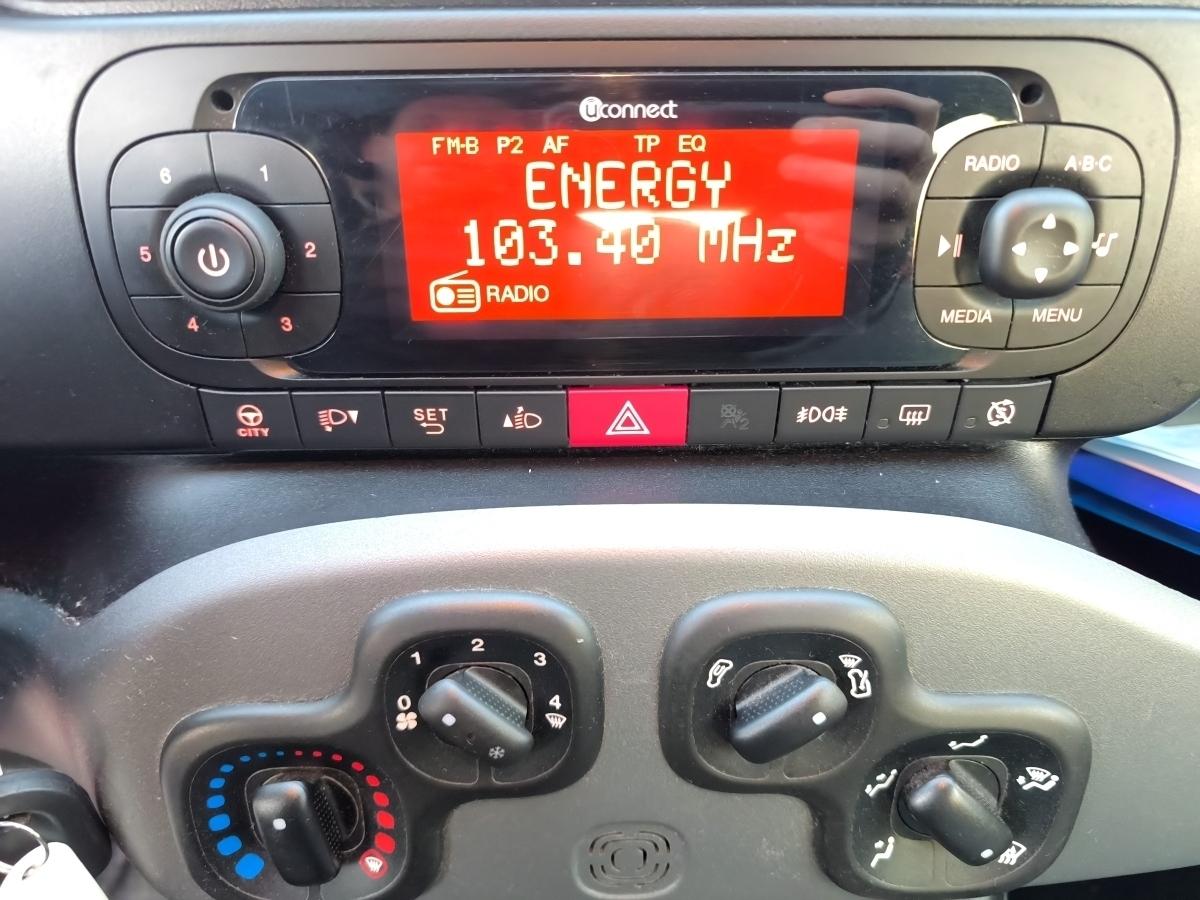 uconnect
FM-B P2 AF TP EQ
ENERGY
103.40 MHz
RADIO
6 1
5 2
4 3
RADIO A·B·C
MEDIA MENU
CITY
SET
2
0 1 2 3 4